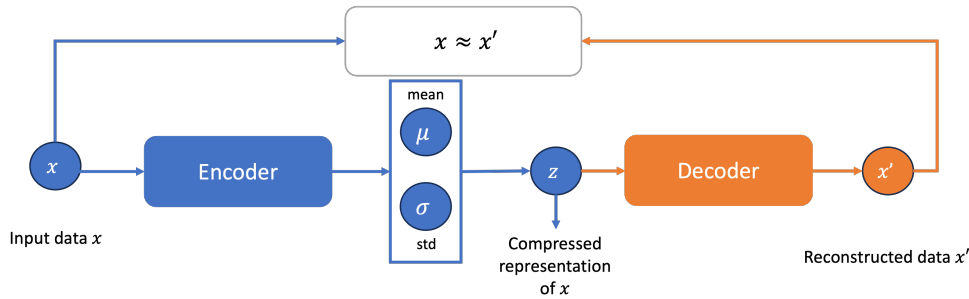 x ≈ x′
mean
μ
x
Encoder
z
Decoder
x′
σ
std
Input data x
Compressed
representation
of x
Reconstructed data x′